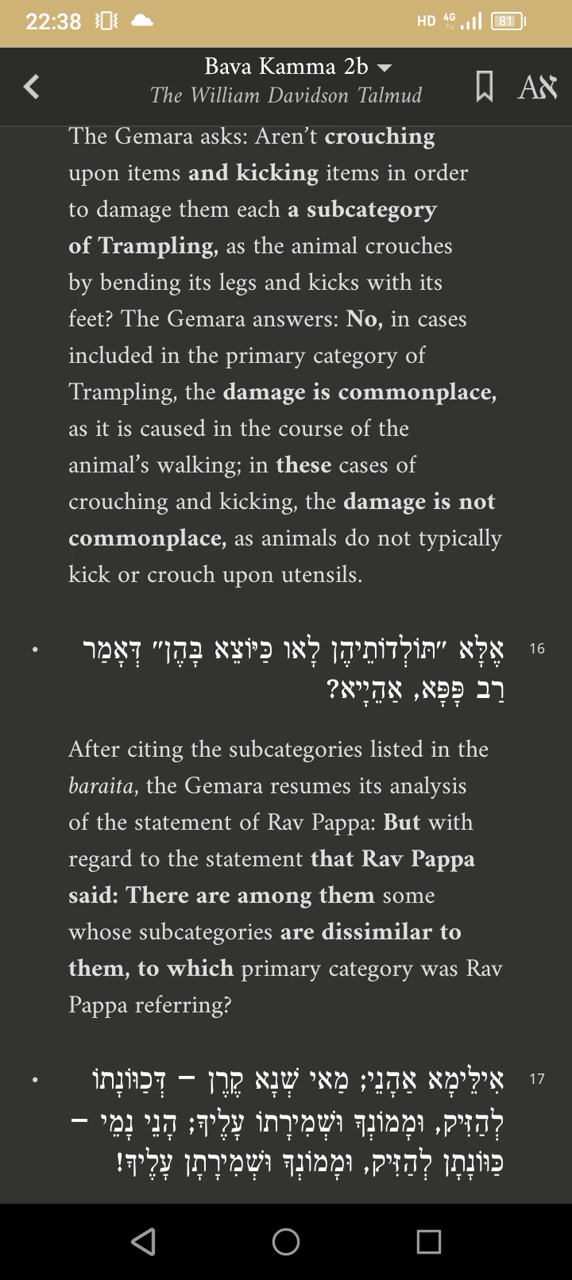 22:38
HD 4G 81
Bava Kamma 2b
The William Davidson Talmud
Aא
The Gemara asks: Aren’t crouching
upon items and kicking items in order
to damage them each a subcategory
of Trampling, as the animal crouches
by bending its legs and kicks with its
feet? The Gemara answers: No, in cases
included in the primary category of
Trampling, the damage is commonplace,
as it is caused in the course of the
animal’s walking; in these cases of
crouching and kicking, the damage is not
commonplace, as animals do not typically
kick or crouch upon utensils.
16
אֶלָּא ״תּוֹלְדוֹתֵיהֶן לָאו כַּיּוֹצֵא בָּהֶן״ דְּאָמַר
רַב פָּפָּא, אַהֵיָּיא?
After citing the subcategories listed in the
baraita, the Gemara resumes its analysis
of the statement of Rav Pappa: But with
regard to the statement that Rav Pappa
said: There are among them some
whose subcategories are dissimilar to
them, to which primary category was Rav
Pappa referring?
17
אִילֵּימָא אַהָנֵי; מַאי שְׁנָא קֶרֶן – דְּכַוּוֹנָתוֹ
לְהַזִּיק, וּמָמוֹנְךָ וּשְׁמִירָתוֹ עָלֶיךָ; הָנֵי נָמֵי –
כַּוּוֹנָתָן לְהַזִּיק, וּמָמוֹנְךָ וּשְׁמִירָתָן עָלֶיךָ!